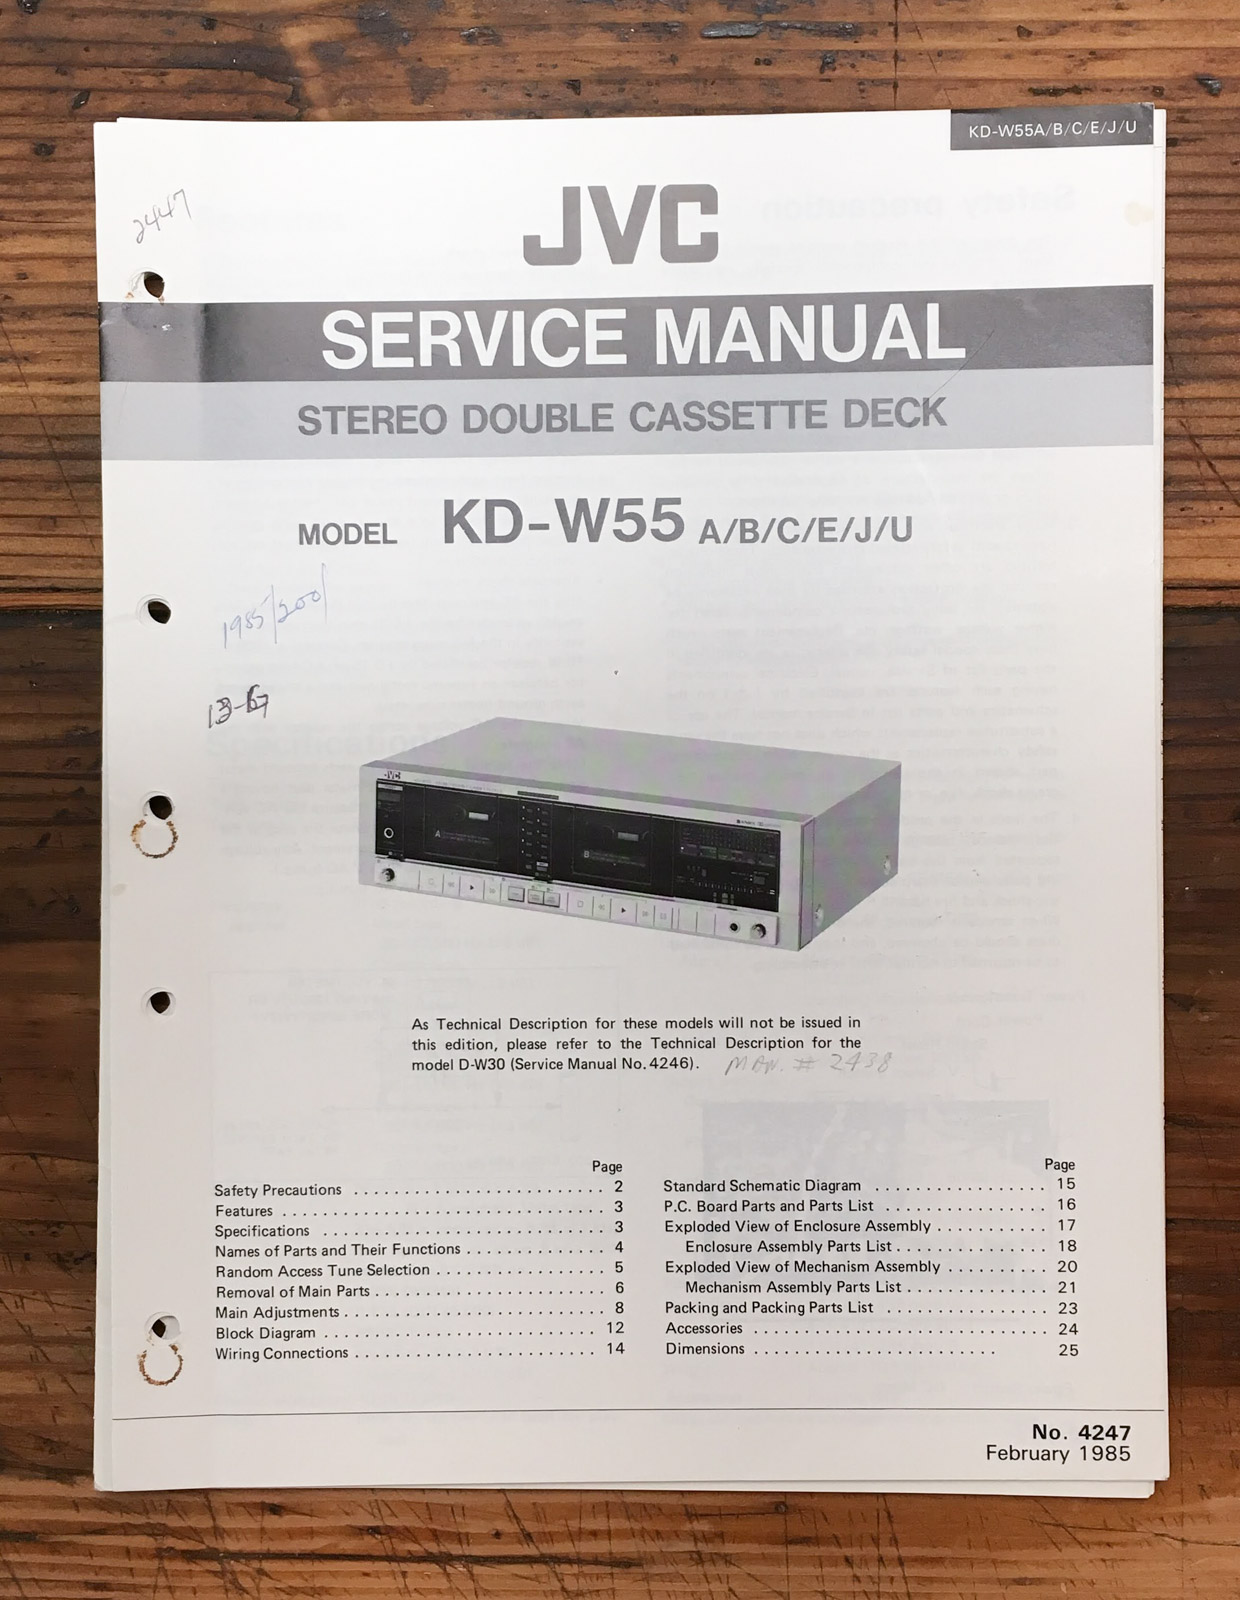 KD-W55A/B/C/E/J/U
2447
JVC
SERVICE MANUAL
STEREO DOUBLE CASSETTE DECK
MODEL KD-W55 A/B/C/E/J/U
1985/200/
13-67
JVC
A
B
As Technical Description for these models will not be issued in
this edition, please refer to the Technical Description for the
model D-W30 (Service Manual No. 4246). MAN. # 2438
Page
Safety Precautions . . . . . . . . . . . . . . . . . . . . . . . . . 2
Features . . . . . . . . . . . . . . . . . . . . . . . . . . . . . . . . 3
Specifications . . . . . . . . . . . . . . . . . . . . . . . . . . . . 3
Names of Parts and Their Functions . . . . . . . . . . . . . 4
Random Access Tune Selection . . . . . . . . . . . . . . . . 5
Removal of Main Parts . . . . . . . . . . . . . . . . . . . . . . 6
Main Adjustments . . . . . . . . . . . . . . . . . . . . . . . . . 8
Block Diagram . . . . . . . . . . . . . . . . . . . . . . . . . . . 12
Wiring Connections . . . . . . . . . . . . . . . . . . . . . . . . 14
Page
Standard Schematic Diagram . . . . . . . . . . . . . . . . . 15
P.C. Board Parts and Parts List . . . . . . . . . . . . . . . . 16
Exploded View of Enclosure Assembly . . . . . . . . . . . 17
Enclosure Assembly Parts List . . . . . . . . . . . . . . . 18
Exploded View of Mechanism Assembly . . . . . . . . . . 20
Mechanism Assembly Parts List . . . . . . . . . . . . . . 21
Packing and Packing Parts List . . . . . . . . . . . . . . . . 23
Accessories . . . . . . . . . . . . . . . . . . . . . . . . . . . . . 24
Dimensions . . . . . . . . . . . . . . . . . . . . . . . . 25
No. 4247
February 1985